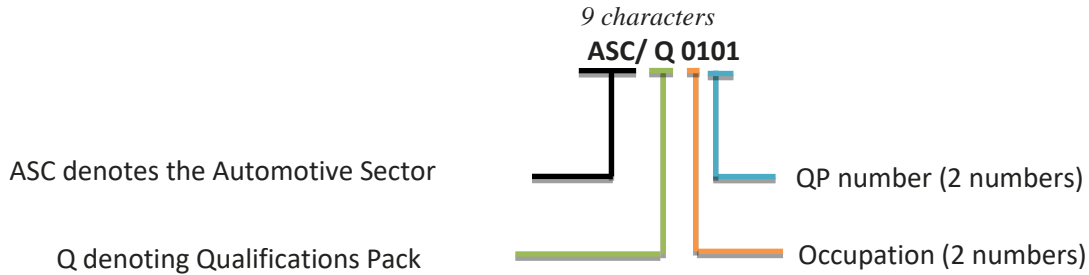 9 characters
ASC/ Q 0101
ASC denotes the Automotive Sector
QP number (2 numbers)
Q denoting Qualifications Pack
Occupation (2 numbers)